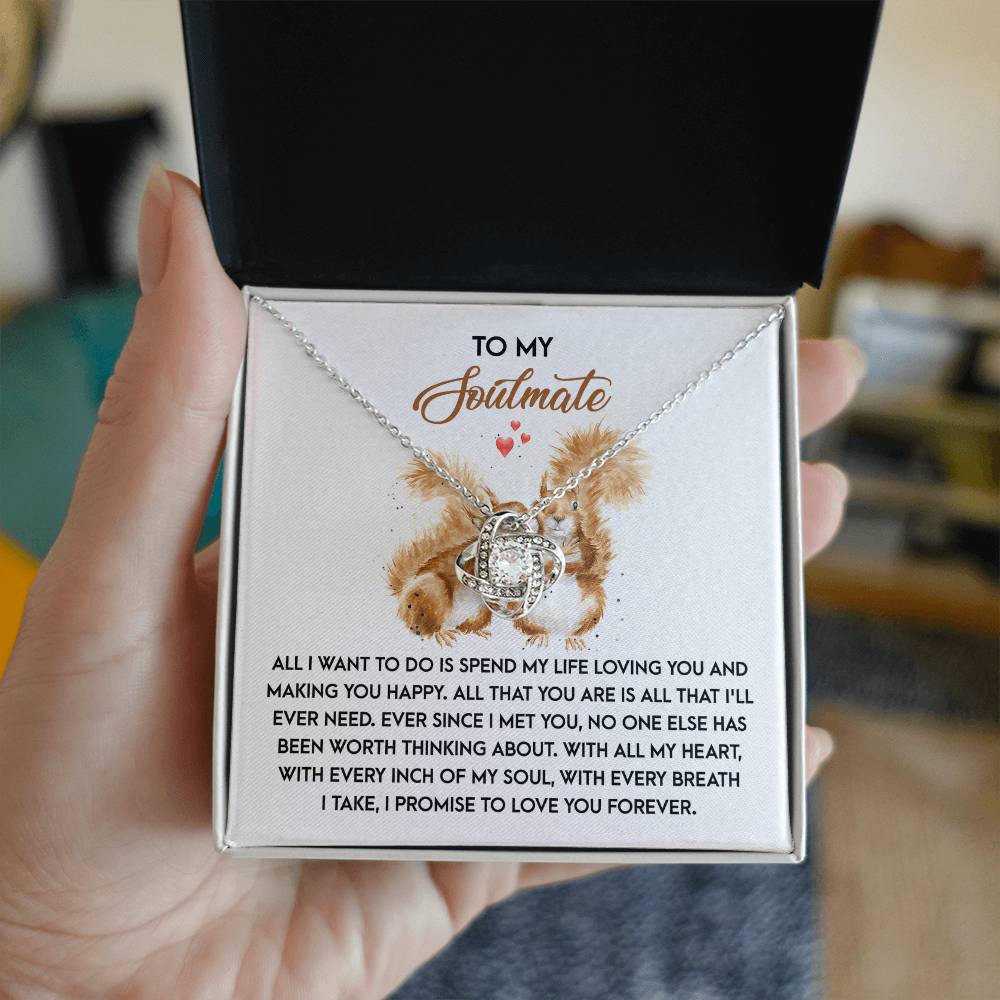 TO MY
Soulmate
ALL I WANT TO DO IS SPEND MY LIFE LOVING YOU AND
MAKING YOU HAPPY. ALL THAT YOU ARE IS ALL THAT I'LL
EVER NEED. EVER SINCE I MET YOU, NO ONE ELSE HAS
BEEN WORTH THINKING ABOUT. WITH ALL MY HEART,
WITH EVERY INCH OF MY SOUL, WITH EVERY BREATH
I TAKE, I PROMISE TO LOVE YOU FOREVER.